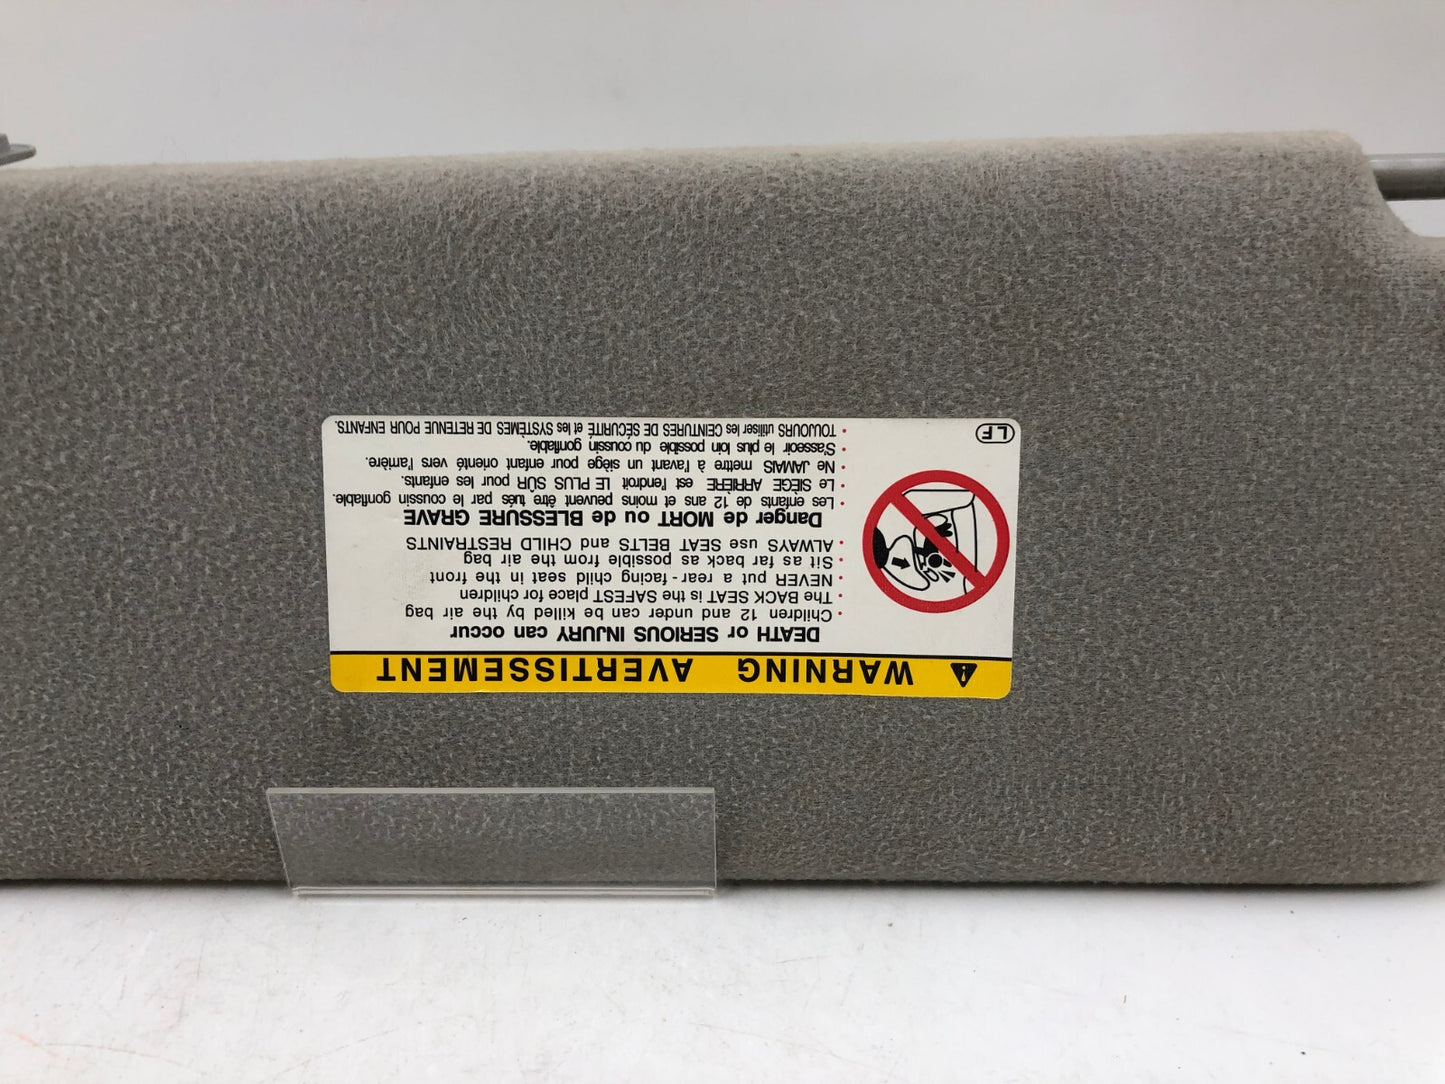 WARNING AVERTISSEMENT
DEATH or SERIOUS INJURY can occur
• Children 12 and under can be killed by the air bag
• The BACK SEAT is the SAFEST place for children
• NEVER put a rear-facing child seat in the front
• Sit as far back as possible from the air bag
• ALWAYS use SEAT BELTS and CHILD RESTRAINTS
Danger de MORT ou de BLESSURE GRAVE
• Les enfants de 12 ans et moins peuvent être tués par le coussin gonflable.
• Le SIÈGE ARRIÈRE est l'endroit LE PLUS SÛR pour les enfants.
• Ne JAMAIS mettre à l'avant un siège pour enfant orienté vers l'arrière.
• S'asseoir le plus loin possible du coussin gonflable.
• TOUJOURS utiliser les CEINTURES DE SÉCURITÉ et les SYSTÈMES DE RETENUE POUR ENFANTS.
LF